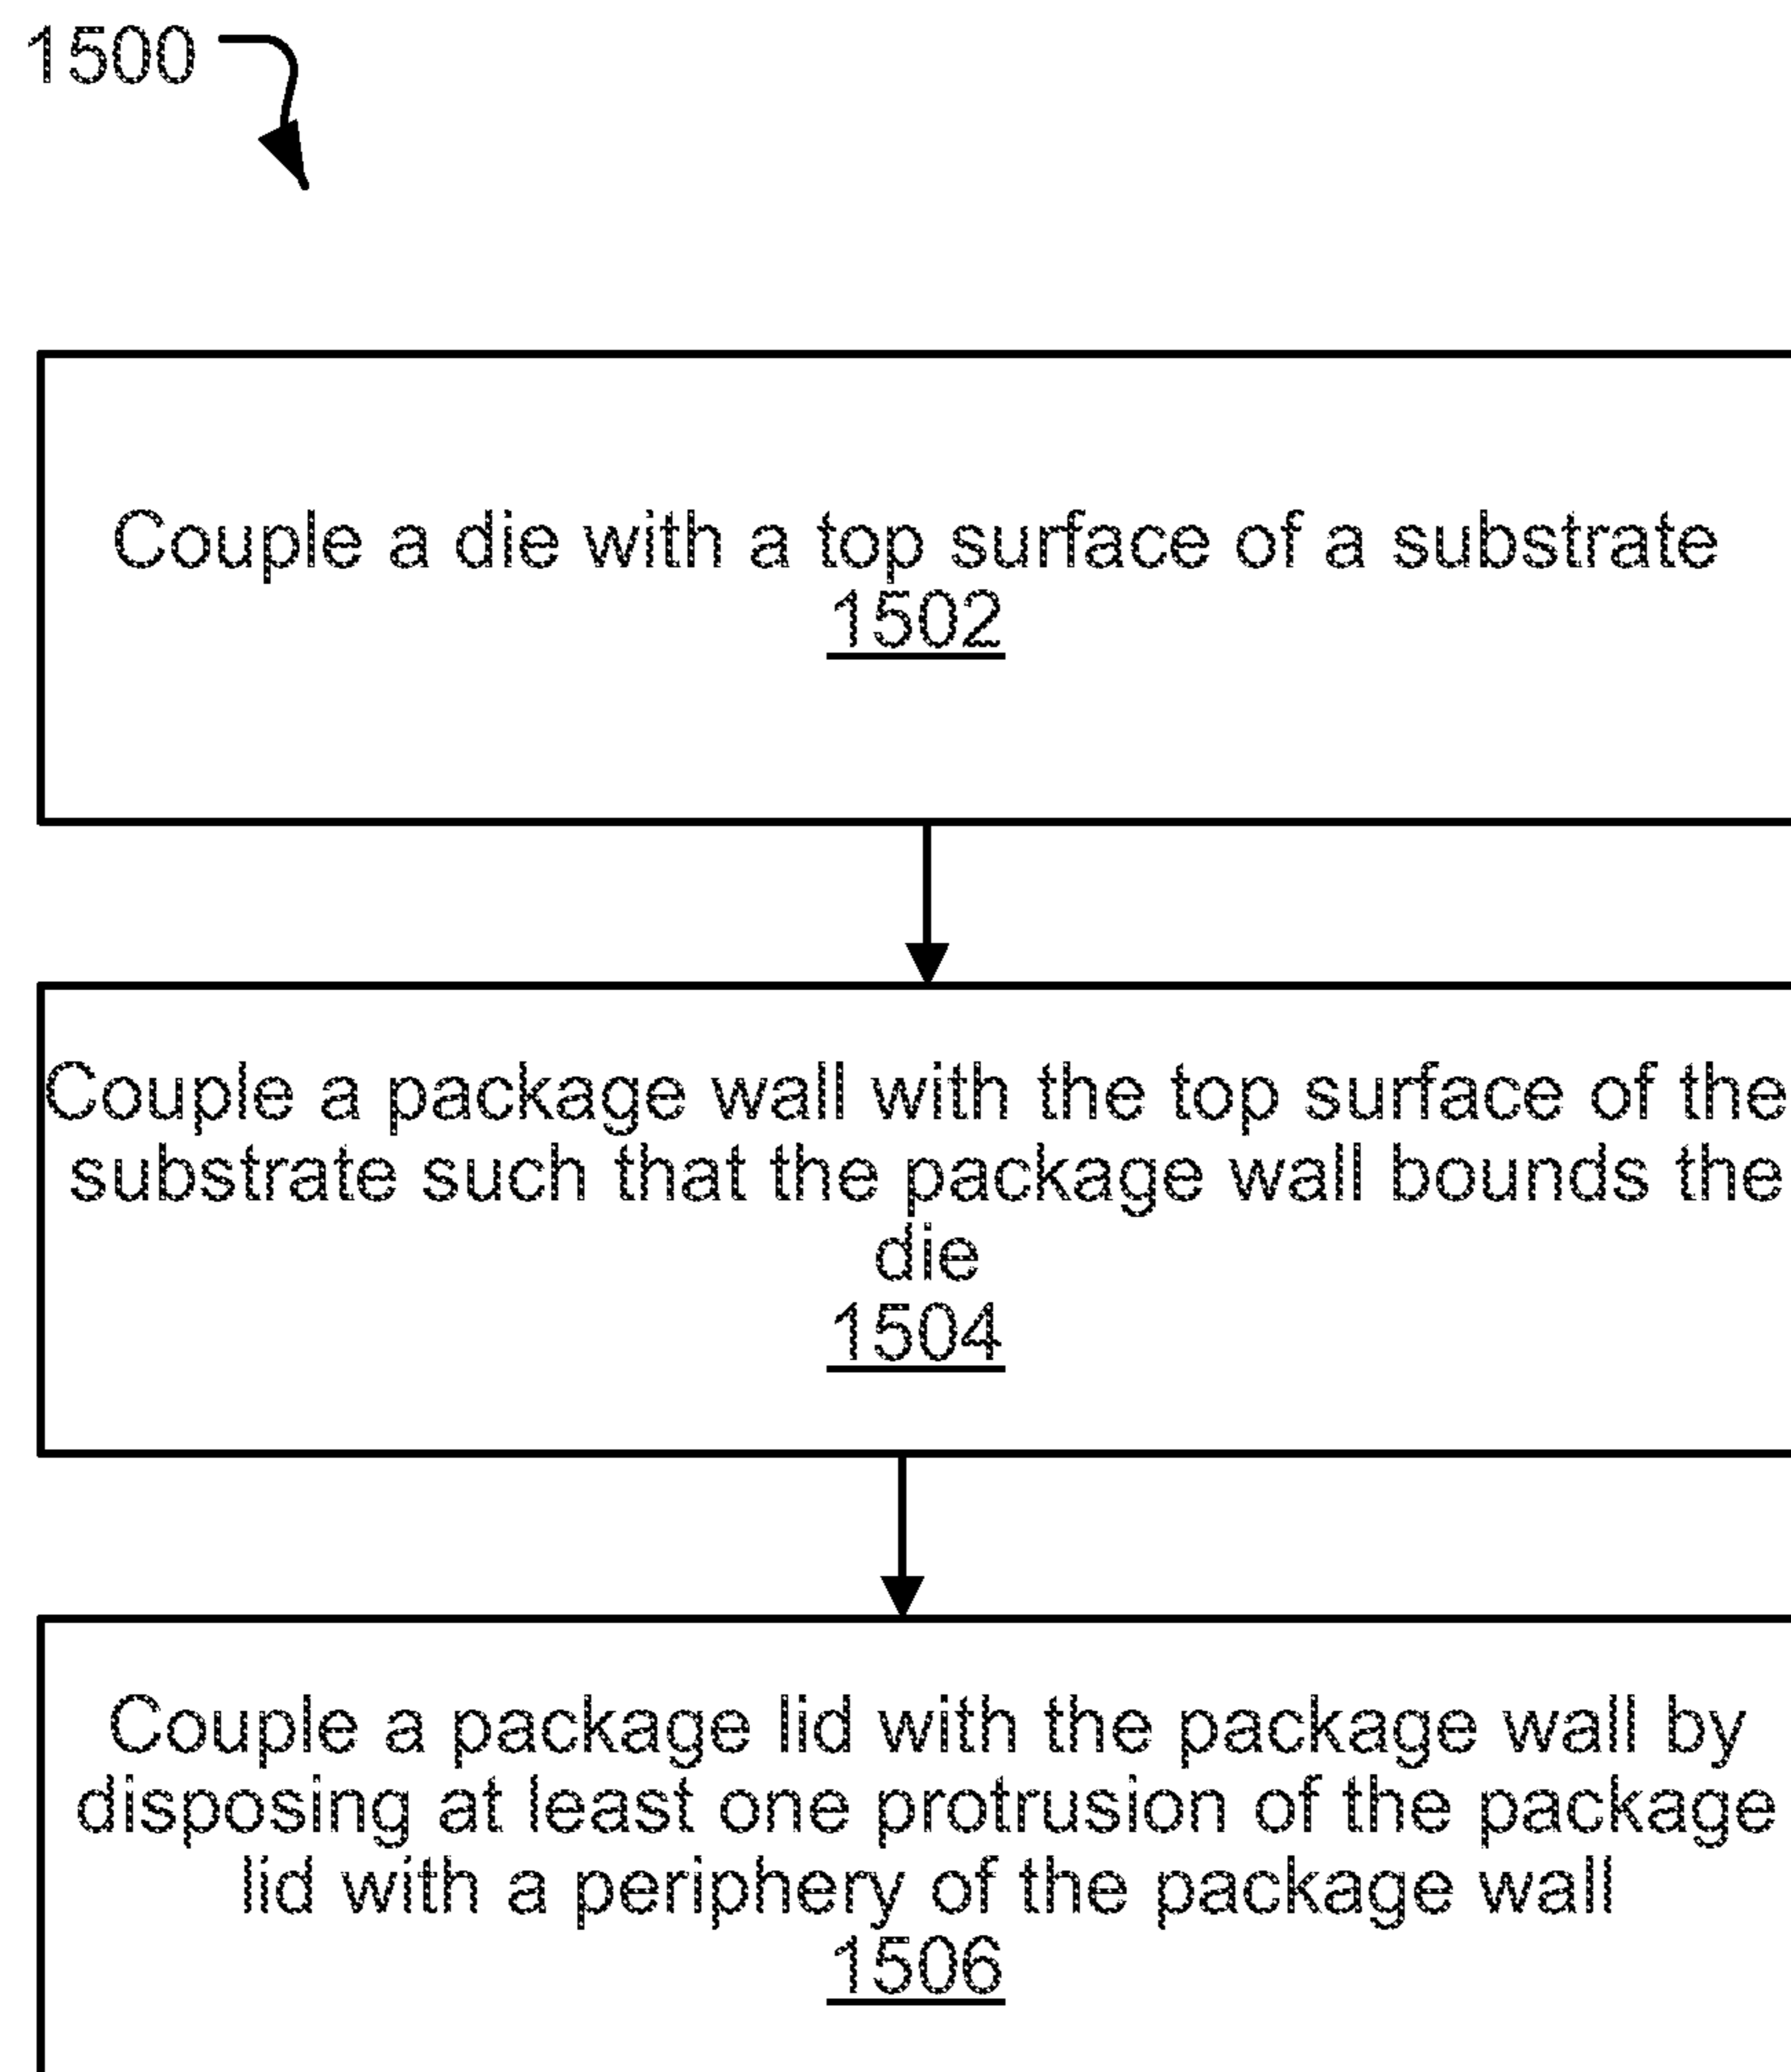 1500
Couple a die with a top surface of a substrate
1502
Couple a package wall with the top surface of the
substrate such that the package wall bounds the
die
1504
Couple a package lid with the package wall by
disposing at least one protrusion of the package
lid with a periphery of the package wall
1506